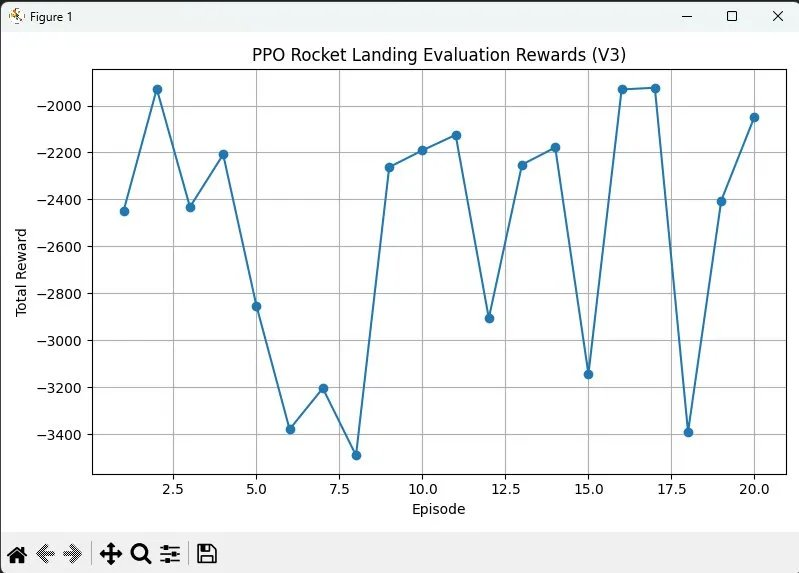 Figure 1
PPO Rocket Landing Evaluation Rewards (V3)
−2000
−2200
−2400
−2600
−2800
−3000
−3200
−3400
Total Reward
2.5 5.0 7.5 10.0 12.5 15.0 17.5 20.0
Episode